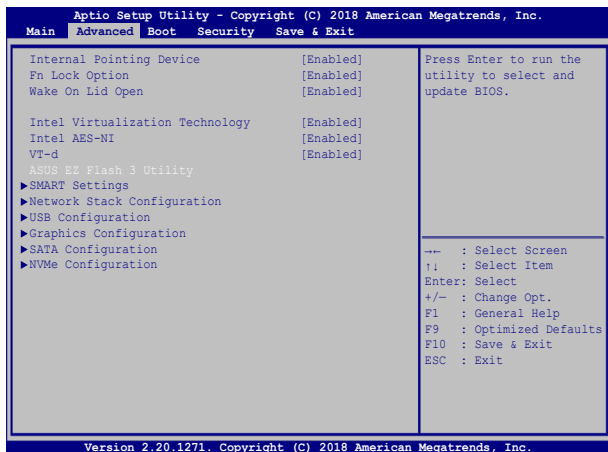 Aptio Setup Utility - Copyright (C) 2018 American Megatrends, Inc.
Main Advanced Boot Security Save & Exit
Internal Pointing Device [Enabled]
Fn Lock Option [Enabled]
Wake On Lid Open [Enabled]
Intel Virtualization Technology [Enabled]
Intel AES-NI [Enabled]
VT-d [Enabled]
ASUS EZ Flash 3 Utility
▶SMART Settings
▶Network Stack Configuration
▶USB Configuration
▶Graphics Configuration
▶SATA Configuration
▶NVMe Configuration
Press Enter to run the
utility to select and
update BIOS.
→← : Select Screen
↑↓ : Select Item
Enter: Select
+/— : Change Opt.
F1 : General Help
F9 : Optimized Defaults
F10 : Save & Exit
ESC : Exit
Version 2.20.1271. Copyright (C) 2018 American Megatrends, Inc.